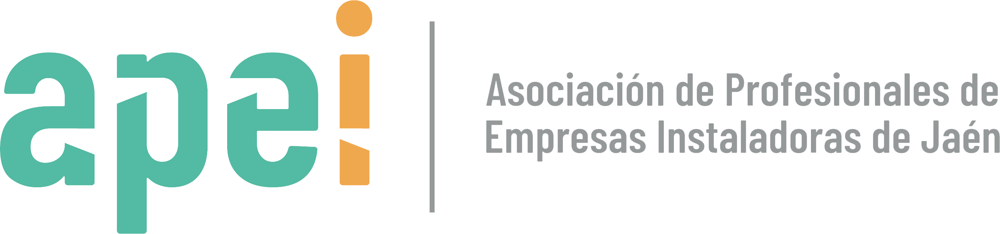 apei
Asociación de Profesionales de
Empresas Instaladoras de Jaén